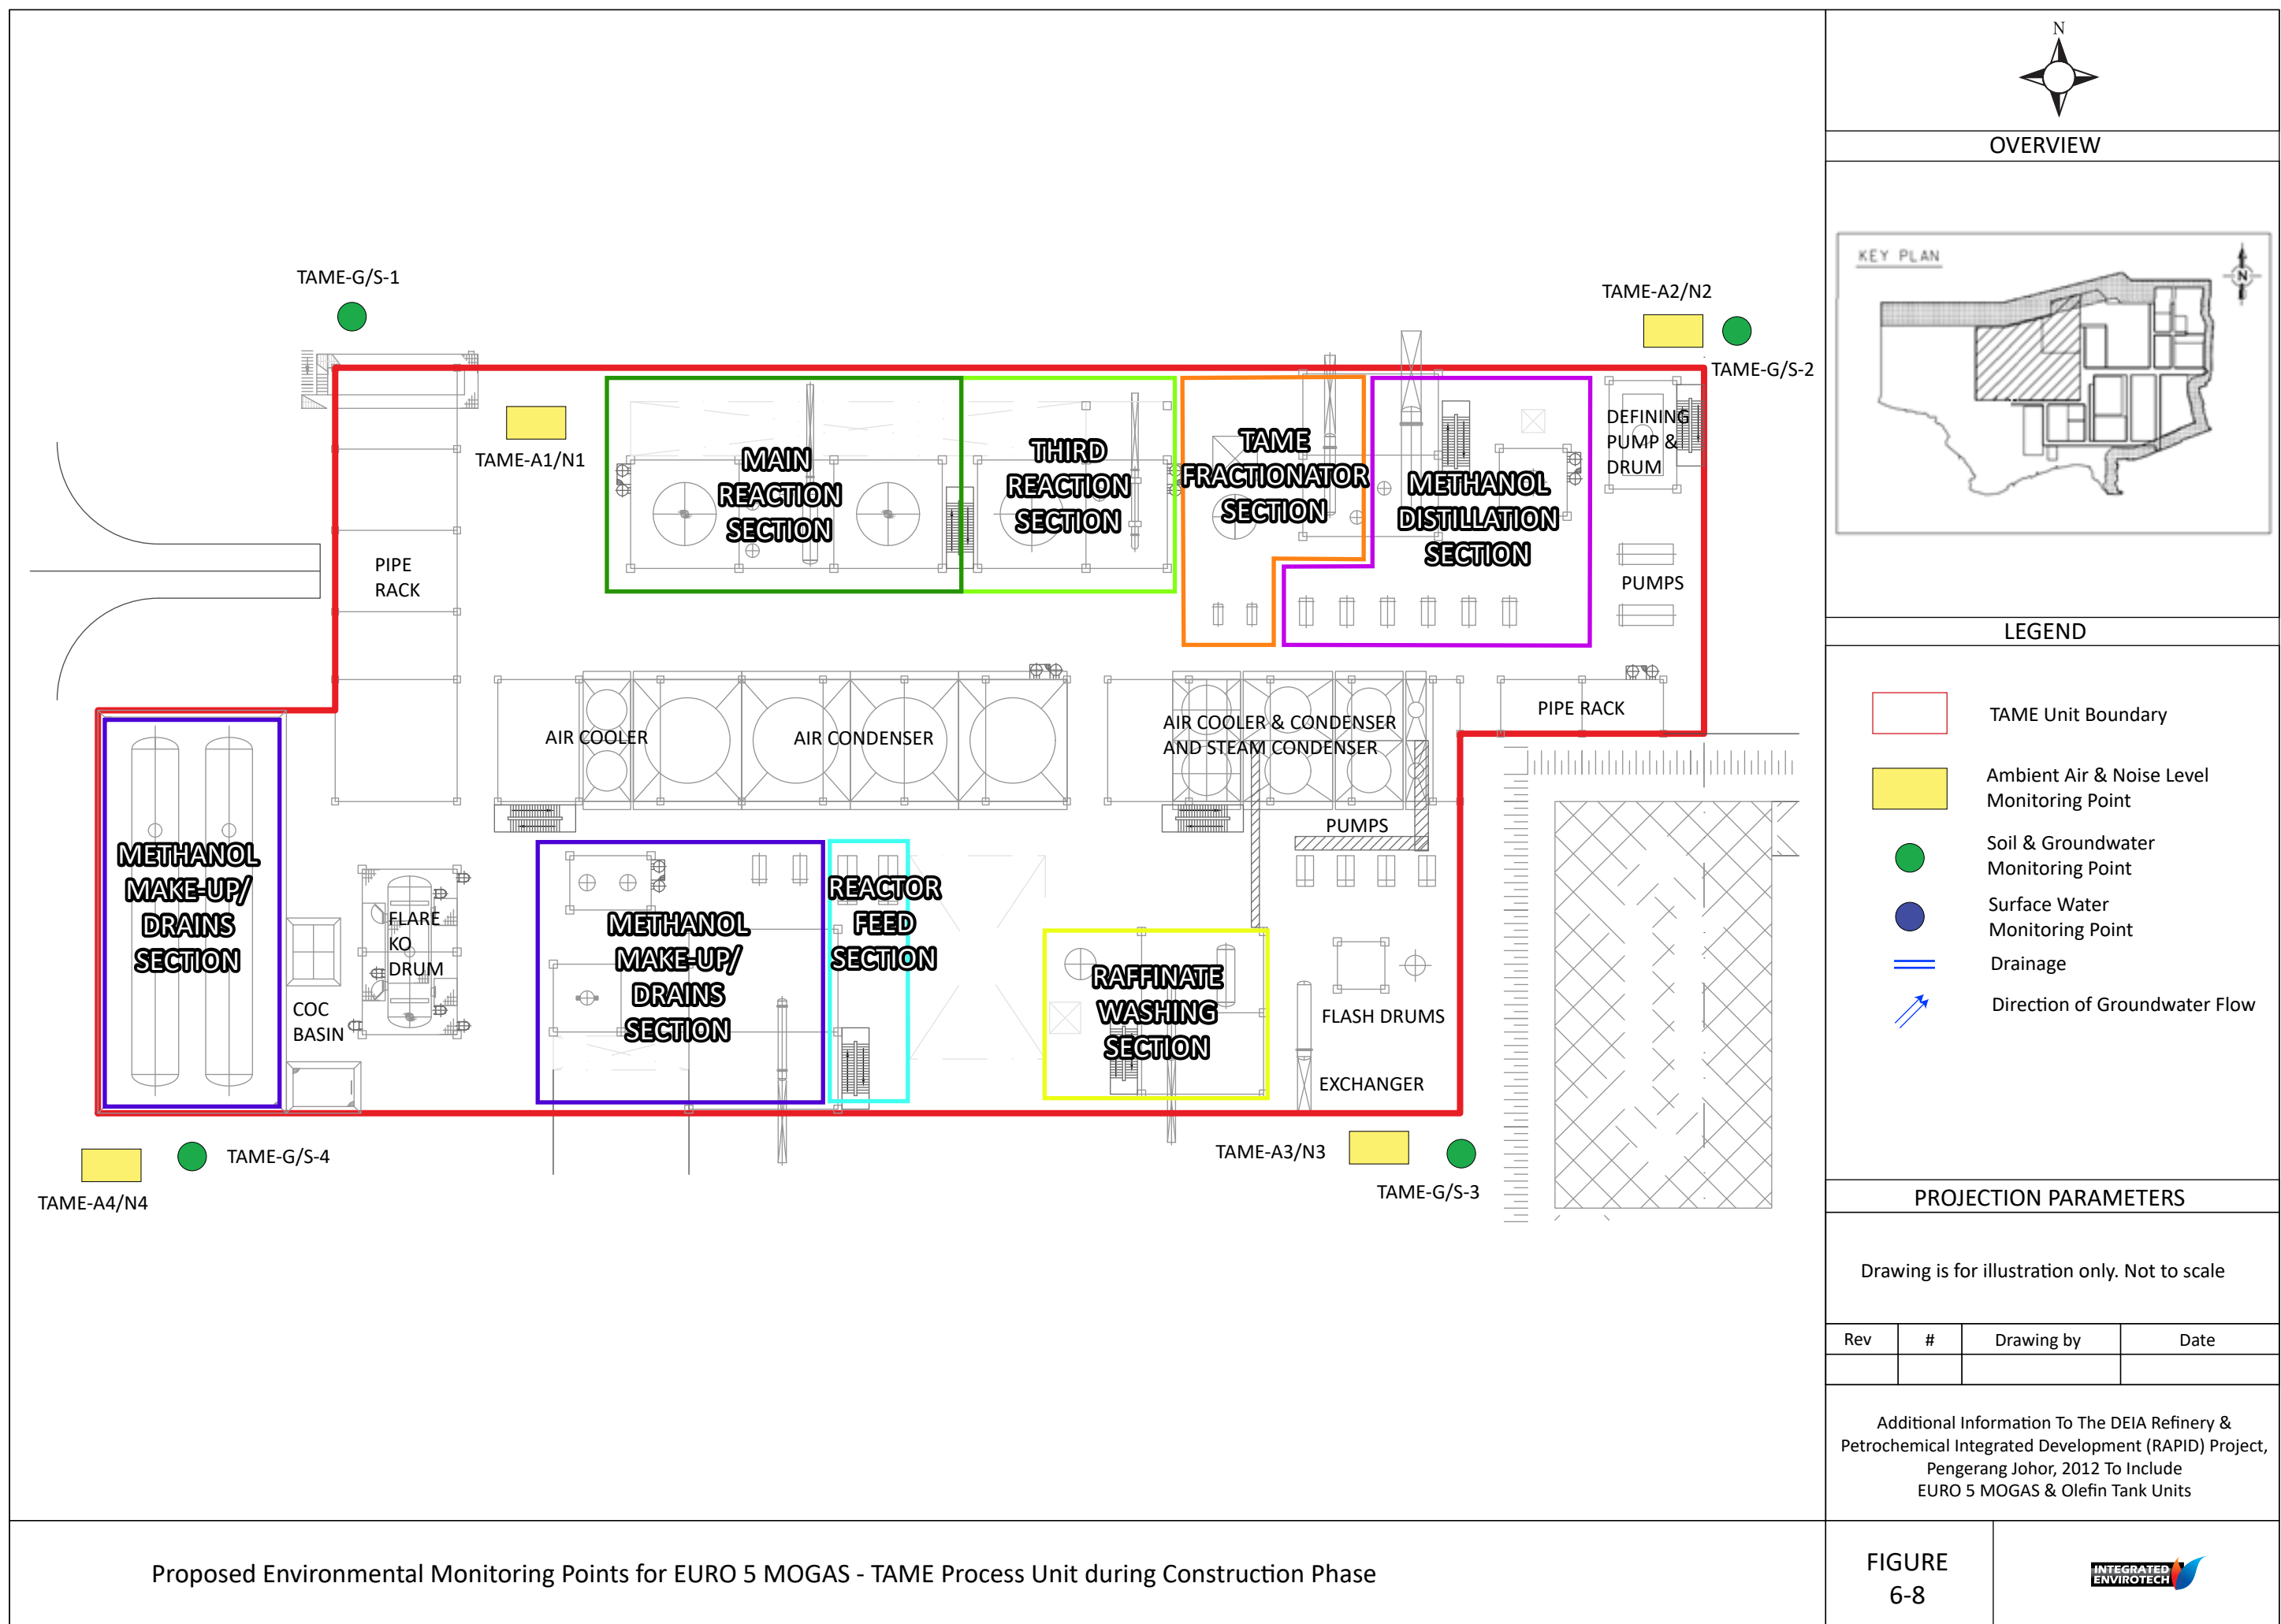 TAME-G/S-1
TAME-A2/N2
TAME-G/S-2
TAME-A1/N1
MAIN
REACTION
SECTION
THIRD
REACTION
SECTION
TAME
FRACTIONATOR
SECTION
METHANOL
DISTILLATION
SECTION
DEFINING
PUMP &
DRUM
PIPE
RACK
PUMPS
AIR COOLER
AIR CONDENSER
AIR COOLER & CONDENSER
AND STEAM CONDENSER
PIPE RACK
PUMPS
METHANOL
MAKE-UP/
DRAINS
SECTION
FLARE
KO
DRUM
COC
BASIN
METHANOL
MAKE-UP/
DRAINS
SECTION
REACTOR
FEED
SECTION
RAFFINATE
WASHING
SECTION
FLASH DRUMS
EXCHANGER
TAME-A4/N4
TAME-G/S-4
TAME-A3/N3
TAME-G/S-3
N
OVERVIEW
KEY PLAN
N
LEGEND
TAME Unit Boundary
Ambient Air & Noise Level
Monitoring Point
Soil & Groundwater
Monitoring Point
Surface Water
Monitoring Point
Drainage
Direction of Groundwater Flow
PROJECTION PARAMETERS
Drawing is for illustration only. Not to scale
Rev # Drawing by Date
Additional Information To The DEIA Refinery &
Petrochemical Integrated Development (RAPID) Project,
Pengerang Johor, 2012 To Include
EURO 5 MOGAS & Olefin Tank Units
Proposed Environmental Monitoring Points for EURO 5 MOGAS - TAME Process Unit during Construction Phase
FIGURE
6-8
INTEGRATED
ENVIROTECH